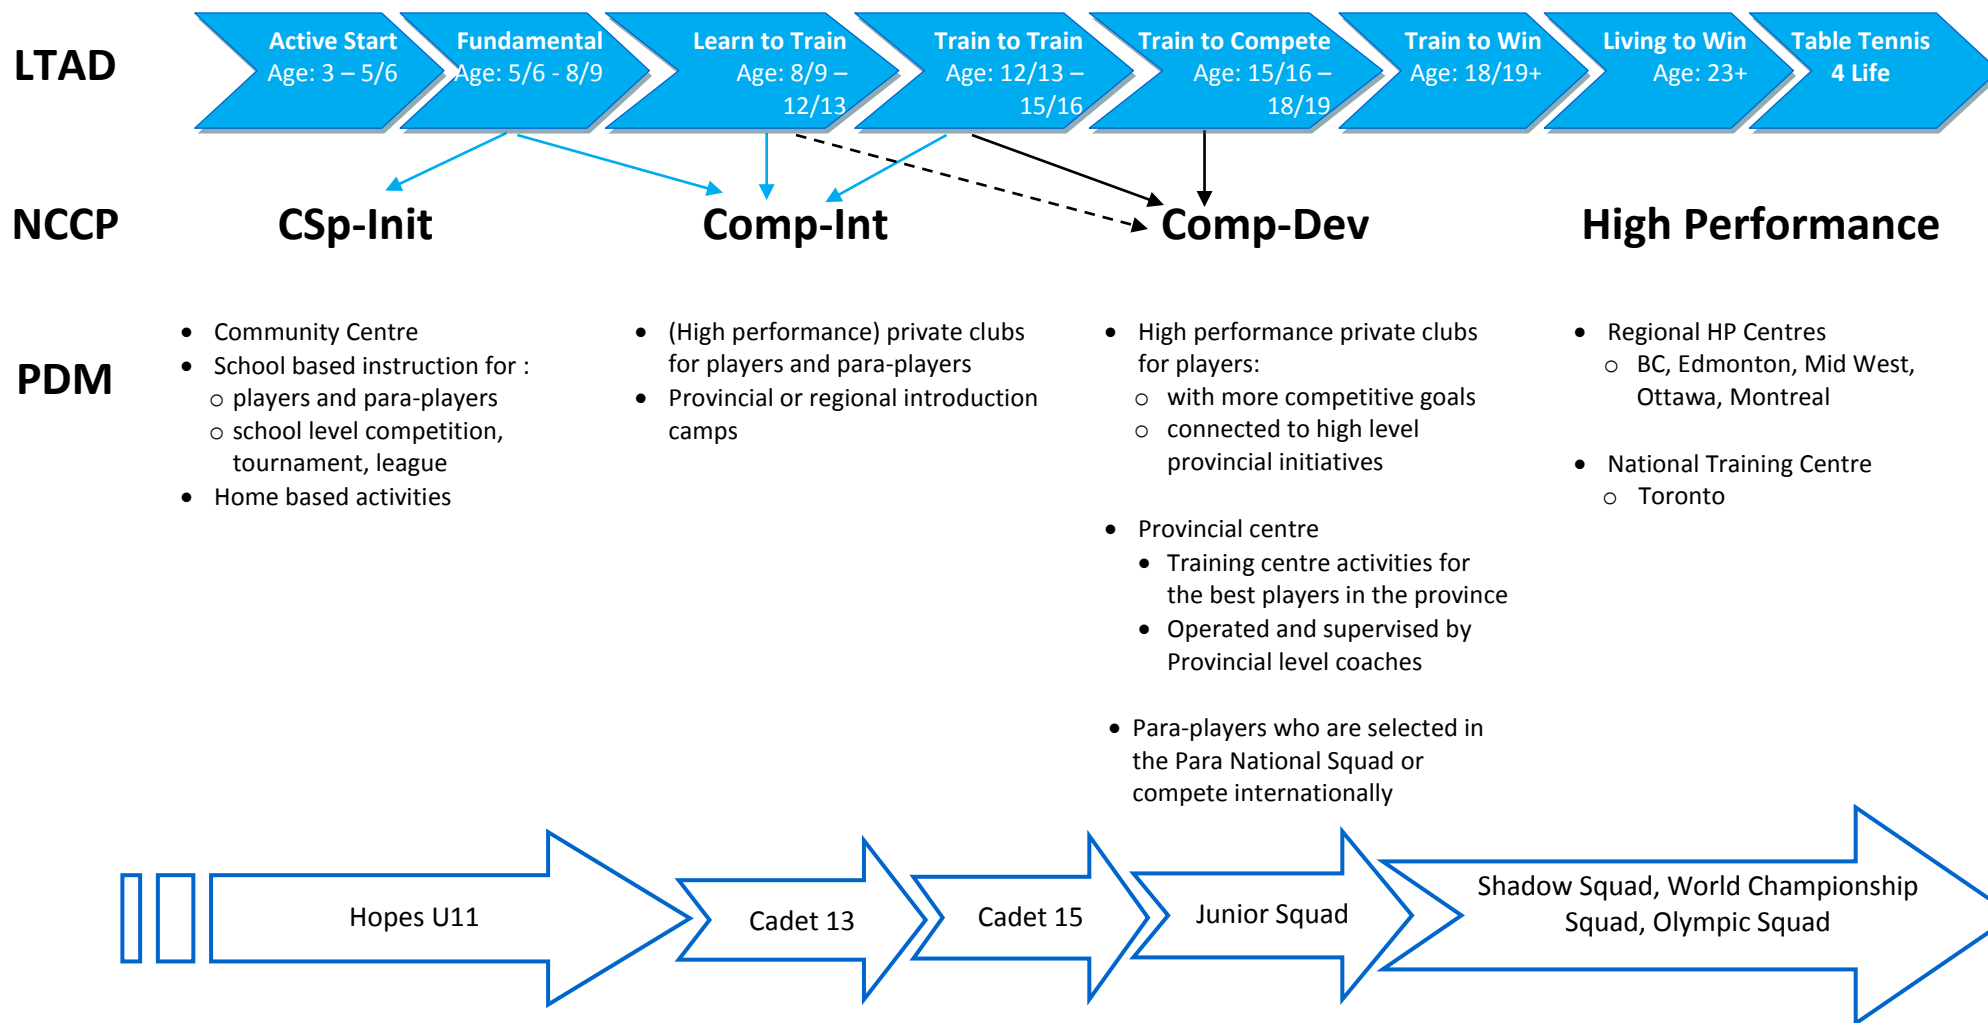 LTAD
Active Start
Age: 3 – 5/6
Fundamental
Age: 5/6 - 8/9
Learn to Train
Age: 8/9 –
12/13
Train to Train
Age: 12/13 –
15/16
Train to Compete
Age: 15/16 –
18/19
Train to Win
Age: 18/19+
Living to Win
Age: 23+
Table Tennis
4 Life
NCCP
CSp-Init
Comp-Int
Comp-Dev
High Performance
PDM
• Community Centre
• School based instruction for :
o players and para-players
o school level competition,
tournament, league
• Home based activities
• (High performance) private clubs
for players and para-players
• Provincial or regional introduction
camps
• High performance private clubs
for players:
o with more competitive goals
o connected to high level
provincial initiatives
• Provincial centre
• Training centre activities for
the best players in the province
• Operated and supervised by
Provincial level coaches
• Para-players who are selected in
the Para National Squad or
compete internationally
• Regional HP Centres
o BC, Edmonton, Mid West,
Ottawa, Montreal
• National Training Centre
o Toronto
Hopes U11
Cadet 13
Cadet 15
Junior Squad
Shadow Squad, World Championship
Squad, Olympic Squad